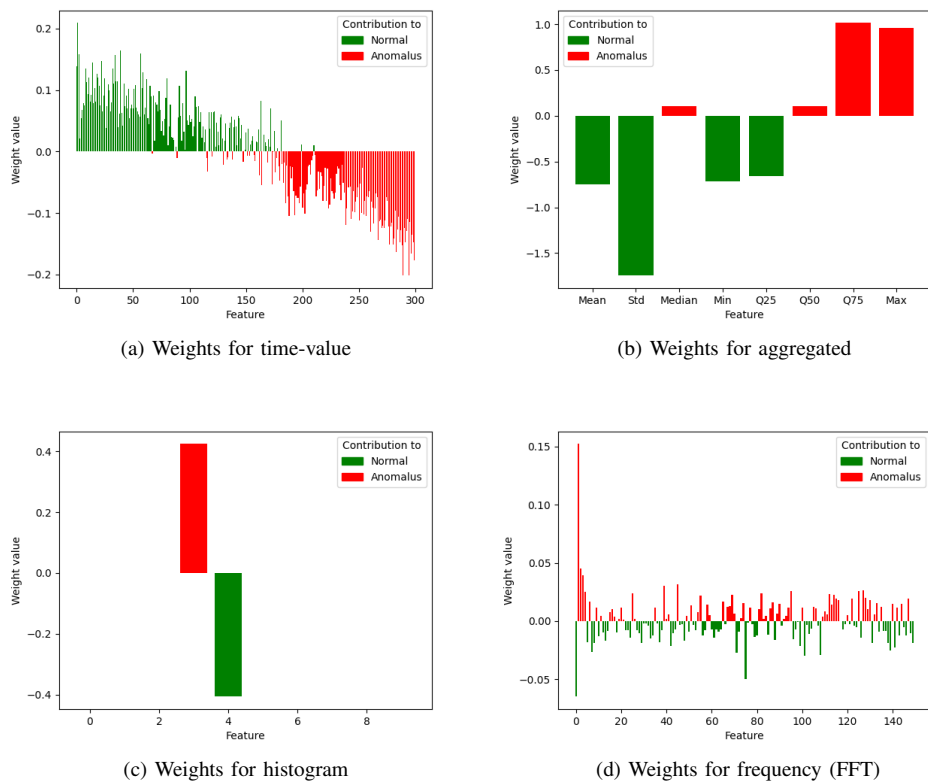 Contribution to
Normal
Anomalus
0.2
0.1
0.0
−0.1
−0.2
Weight value
0
50
100
150
200
250
300
Feature
(a) Weights for time-value
Contribution to
Normal
Anomalus
1.0
0.5
0.0
−0.5
−1.0
−1.5
Weight value
Mean
Std
Median
Min
Q25
Q50
Q75
Max
Feature
(b) Weights for aggregated
Contribution to
Normal
Anomalus
0.4
0.2
0.0
−0.2
−0.4
Weight value
0
2
4
6
8
Feature
(c) Weights for histogram
Contribution to
Normal
Anomalus
0.15
0.10
0.05
0.00
−0.05
Weight value
0
20
40
60
80
100
120
140
Feature
(d) Weights for frequency (FFT)